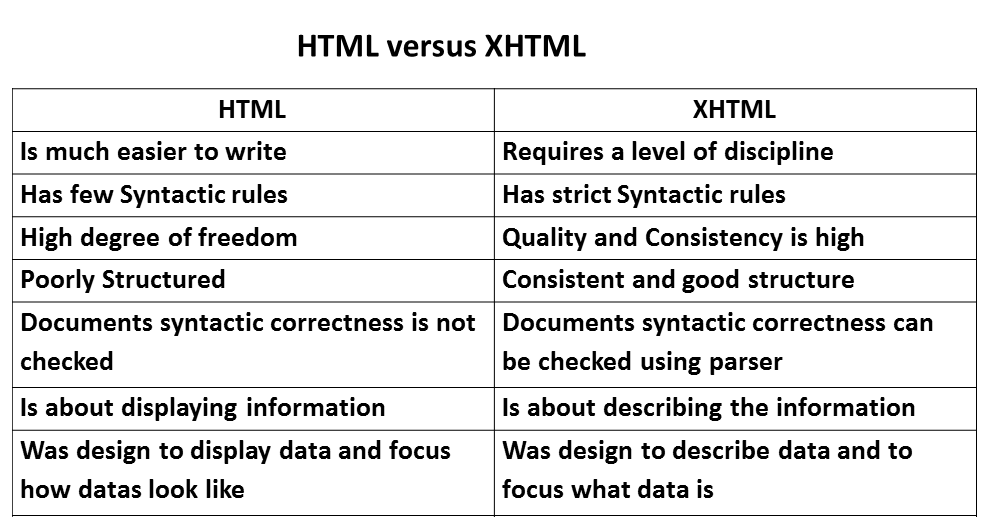 HTML versus XHTML
HTML
XHTML
Is much easier to write
Requires a level of discipline
Has few Syntactic rules
Has strict Syntactic rules
High degree of freedom
Quality and Consistency is high
Poorly Structured
Consistent and good structure
Documents syntactic correctness is not
checked
Documents syntactic correctness can
be checked using parser
Is about displaying information
Is about describing the information
Was design to display data and focus
how datas look like
Was design to describe data and to
focus what data is